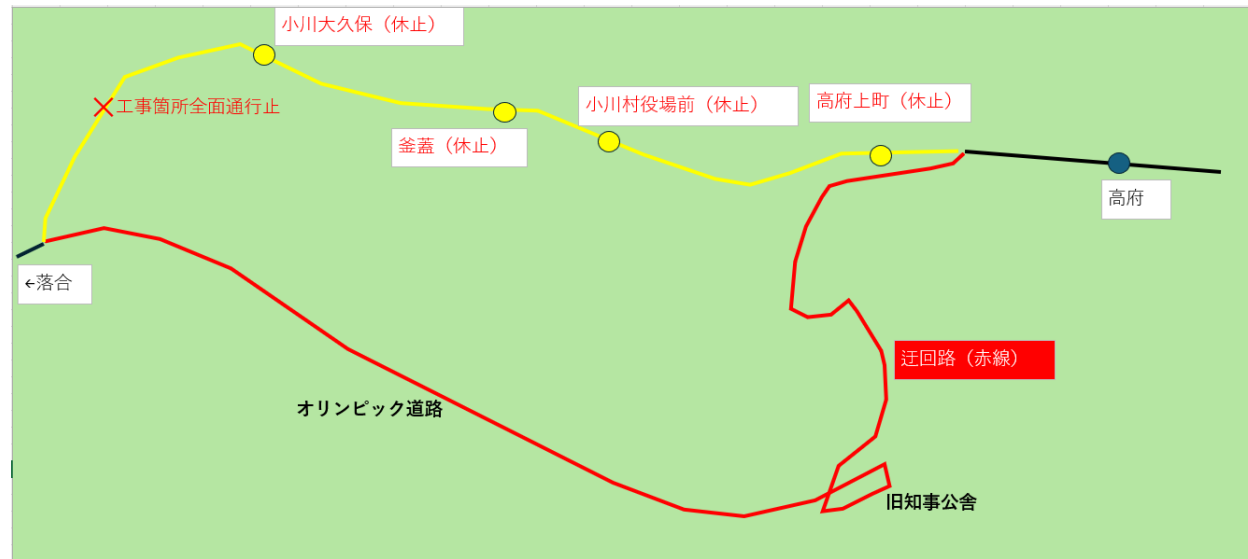 小川大久保（休止）
工事箇所全面通行止
釜蓋（休止）
小川村役場前（休止）
高府上町（休止）
高府
←落合
迂回路（赤線）
オリンピック道路
旧知事公舎